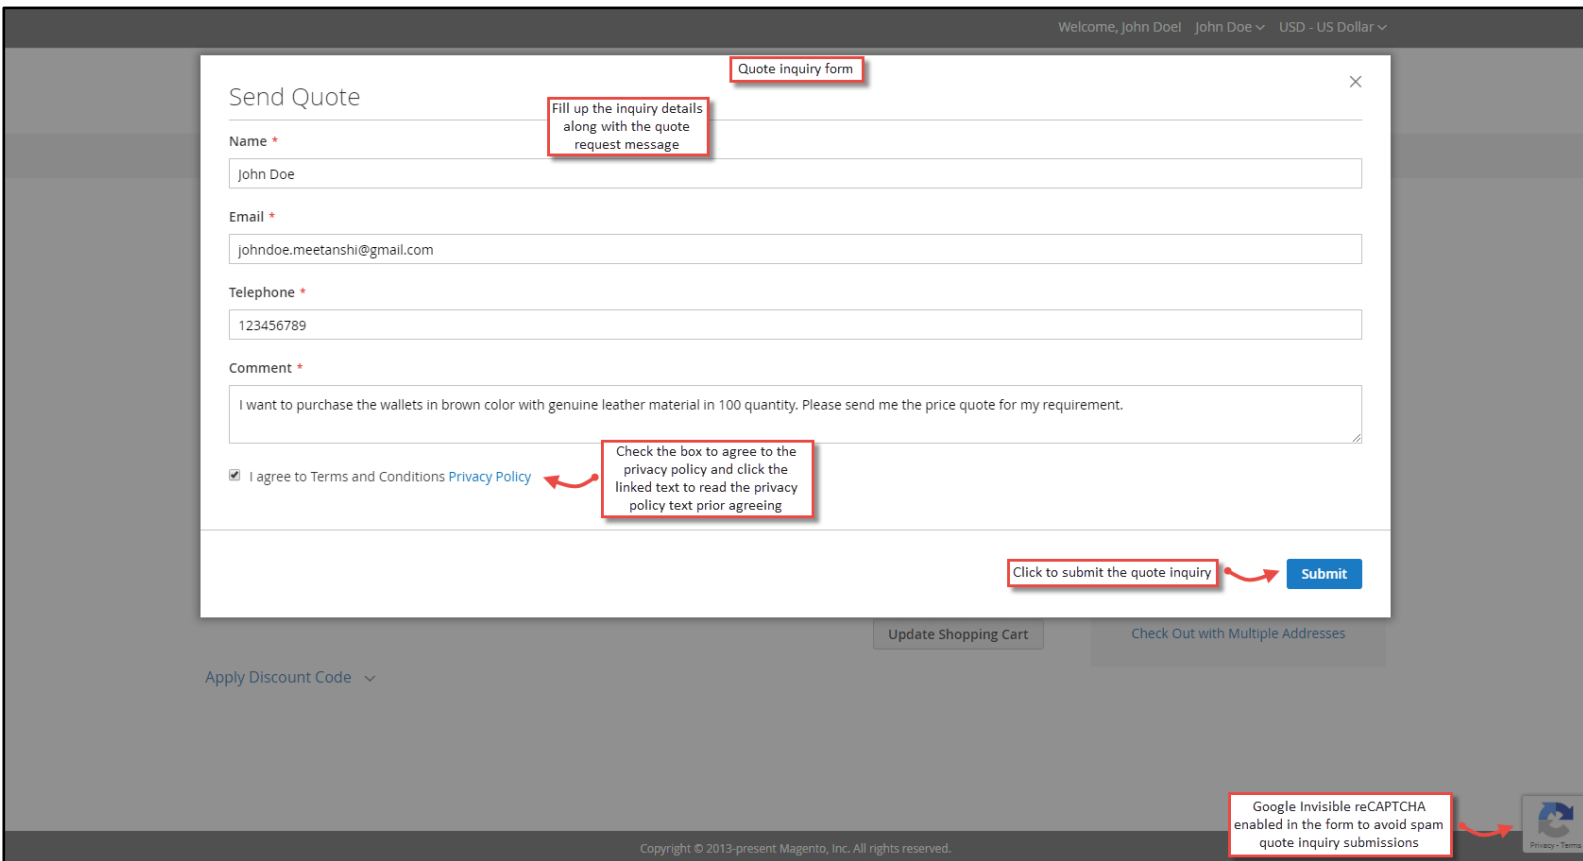 Welcome, John Doe! John Doe USD - US Dollar
Quote inquiry form
Send Quote
Fill up the inquiry details
along with the quote
request message
Name *
John Doe
Email *
johndoe.meetanshi@gmail.com
Telephone *
123456789
Comment *
I want to purchase the wallets in brown color with genuine leather material in 100 quantity. Please send me the price quote for my requirement.
I agree to Terms and Conditions Privacy Policy
Check the box to agree to the
privacy policy and click the
linked text to read the privacy
policy text prior agreeing
Click to submit the quote inquiry
Submit
Update Shopping Cart
Check Out with Multiple Addresses
Apply Discount Code
Google Invisible reCAPTCHA
enabled in the form to avoid spam
quote inquiry submissions
Privacy - Terms
Copyright © 2013-present Magento, Inc. All rights reserved.